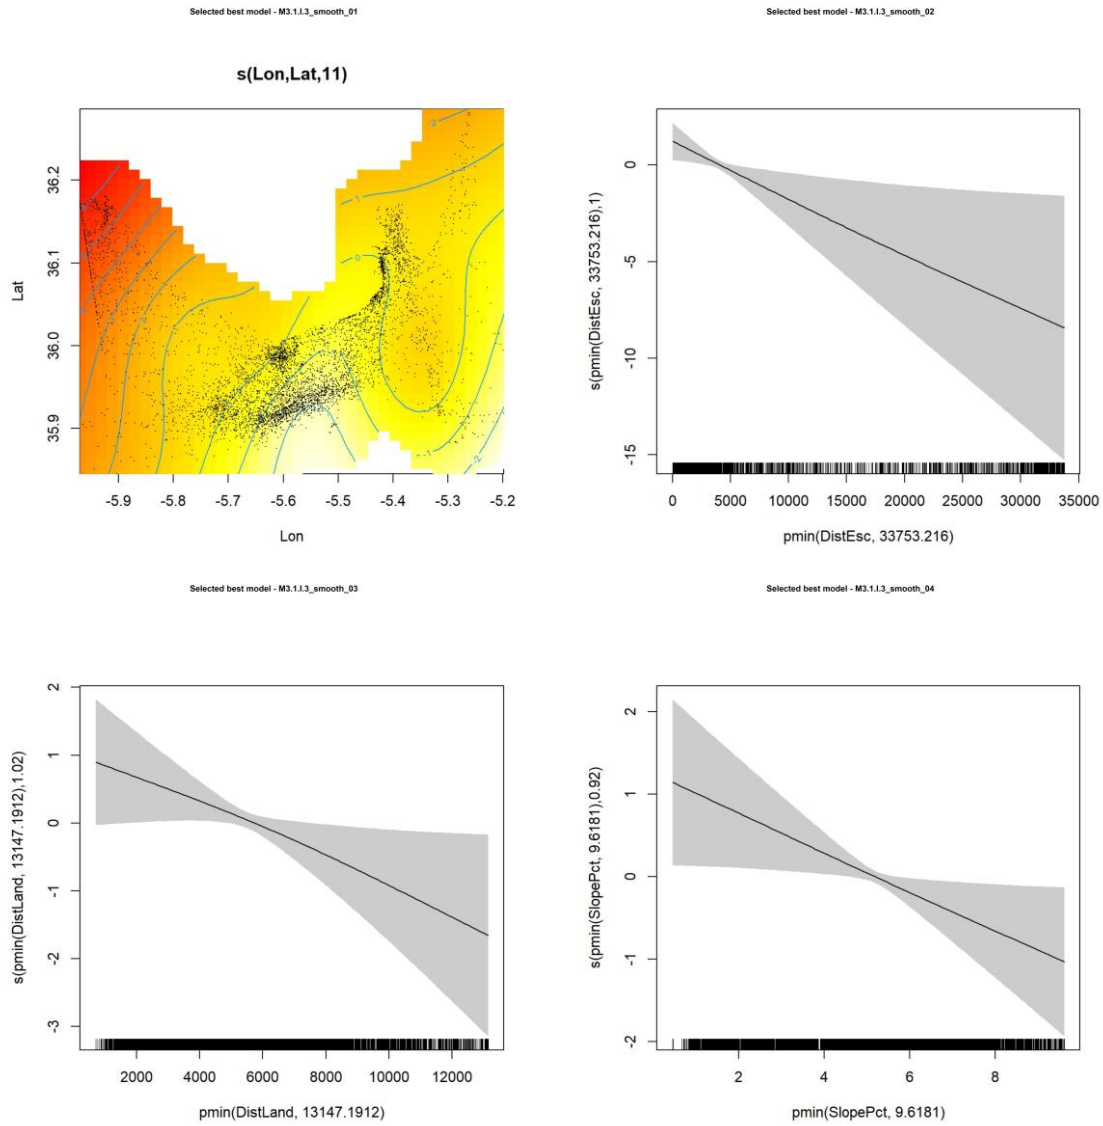 Selected best model - M3.1.I.3_smooth_01
s(Lon,Lat,11)
Lat
36.2
36.1
36.0
35.9
-5.9 -5.8 -5.7 -5.6 -5.5 -5.4 -5.3 -5.2
Lon
Selected best model - M3.1.I.3_smooth_02
s(pmin(DistEsc, 33753.216),1)
0
-5
-10
-15
0 5000 10000 15000 20000 25000 30000 35000
pmin(DistEsc, 33753.216)
Selected best model - M3.1.I.3_smooth_03
s(pmin(DistLand, 13147.1912),1.02)
2
1
0
-1
-2
-3
2000 4000 6000 8000 10000 12000
pmin(DistLand, 13147.1912)
Selected best model - M3.1.I.3_smooth_04
s(pmin(SlopePct, 9.6181),0.92)
2
1
0
-1
-2
2 4 6 8
pmin(SlopePct, 9.6181)